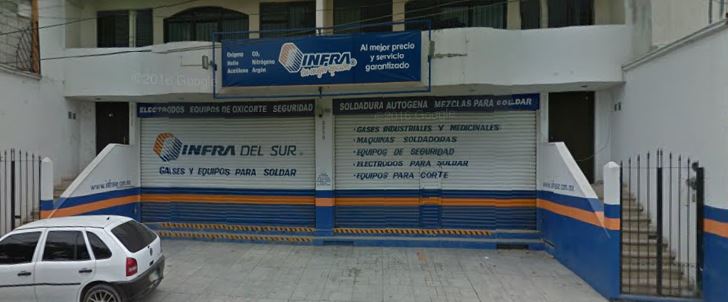 Oxígeno CO₂
Helio Nitrógeno
Acetileno Argón
INFRA
Al mejor precio
y servicio
garantizado
ELECTRODOS EQUIPOS DE OXICORTE SEGURIDAD
SOLDADURA AUTOGENA MEZCLAS PARA SOLDAR
© 2016 Google
© 2016 Google
INFRA DEL SUR
GASES Y EQUIPOS PARA SOLDAR
• GASES INDUSTRIALES Y MEDICINALES
• MAQUINAS SOLDADORAS
• EQUIPOS DE SEGURIDAD
• ELECTRODOS PARA SOLDAR
• EQUIPOS PARA CORTE